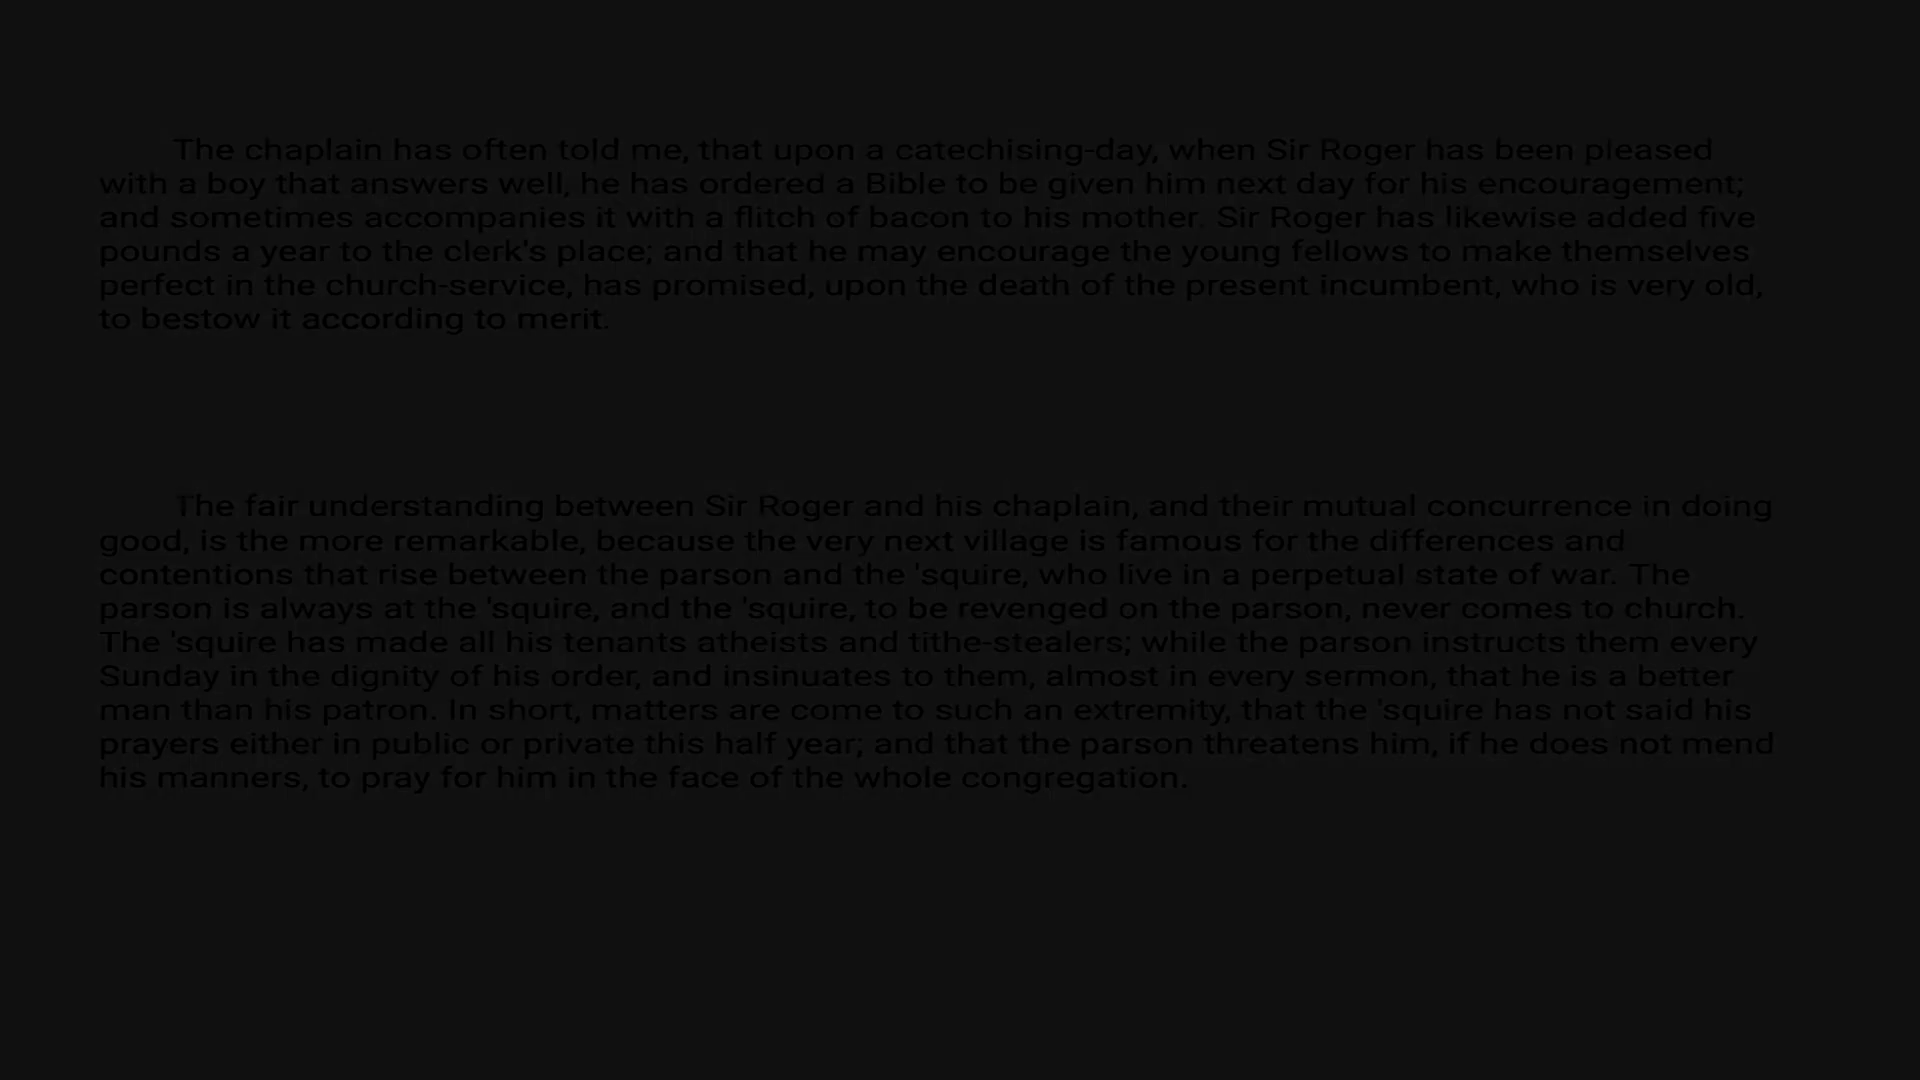 The chaplain has often told me, that upon a catechising-day, when Sir Roger has been pleased
with a boy that answers well, he has ordered a Bible to be given him next day for his encouragement;
and sometimes accompanies it with a flitch of bacon to his mother. Sir Roger has likewise added five
pounds a year to the clerk's place; and that he may encourage the young fellows to make themselves
perfect in the church-service, has promised, upon the death of the present incumbent, who is very old,
to bestow it according to merit.
The fair understanding between Sir Roger and his chaplain, and their mutual concurrence in doing
good, is the more remarkable, because the very next village is famous for the differences and
contentions that rise between the parson and the 'squire, who live in a perpetual state of war. The
parson is always at the 'squire, and the 'squire, to be revenged on the parson, never comes to church.
The 'squire has made all his tenants atheists and tithe-stealers; while the parson instructs them every
Sunday in the dignity of his order, and insinuates to them, almost in every sermon, that he is a better
man than his patron. In short, matters are come to such an extremity, that the 'squire has not said his
prayers either in public or private this half year; and that the parson threatens him, if he does not mend
his manners, to pray for him in the face of the whole congregation.